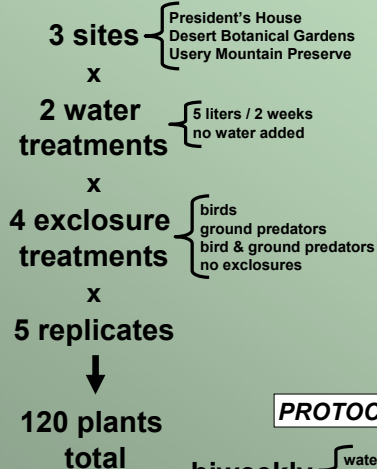 3 sites
President's House
Desert Botanical Gardens
Usery Mountain Preserve
x
2 water
treatments
5 liters / 2 weeks
no water added
x
4 exclosure
treatments
birds
ground predators
bird & ground predators
no exclosures
x
5 replicates
120 plants
total
PROTOC
biweekly
wate